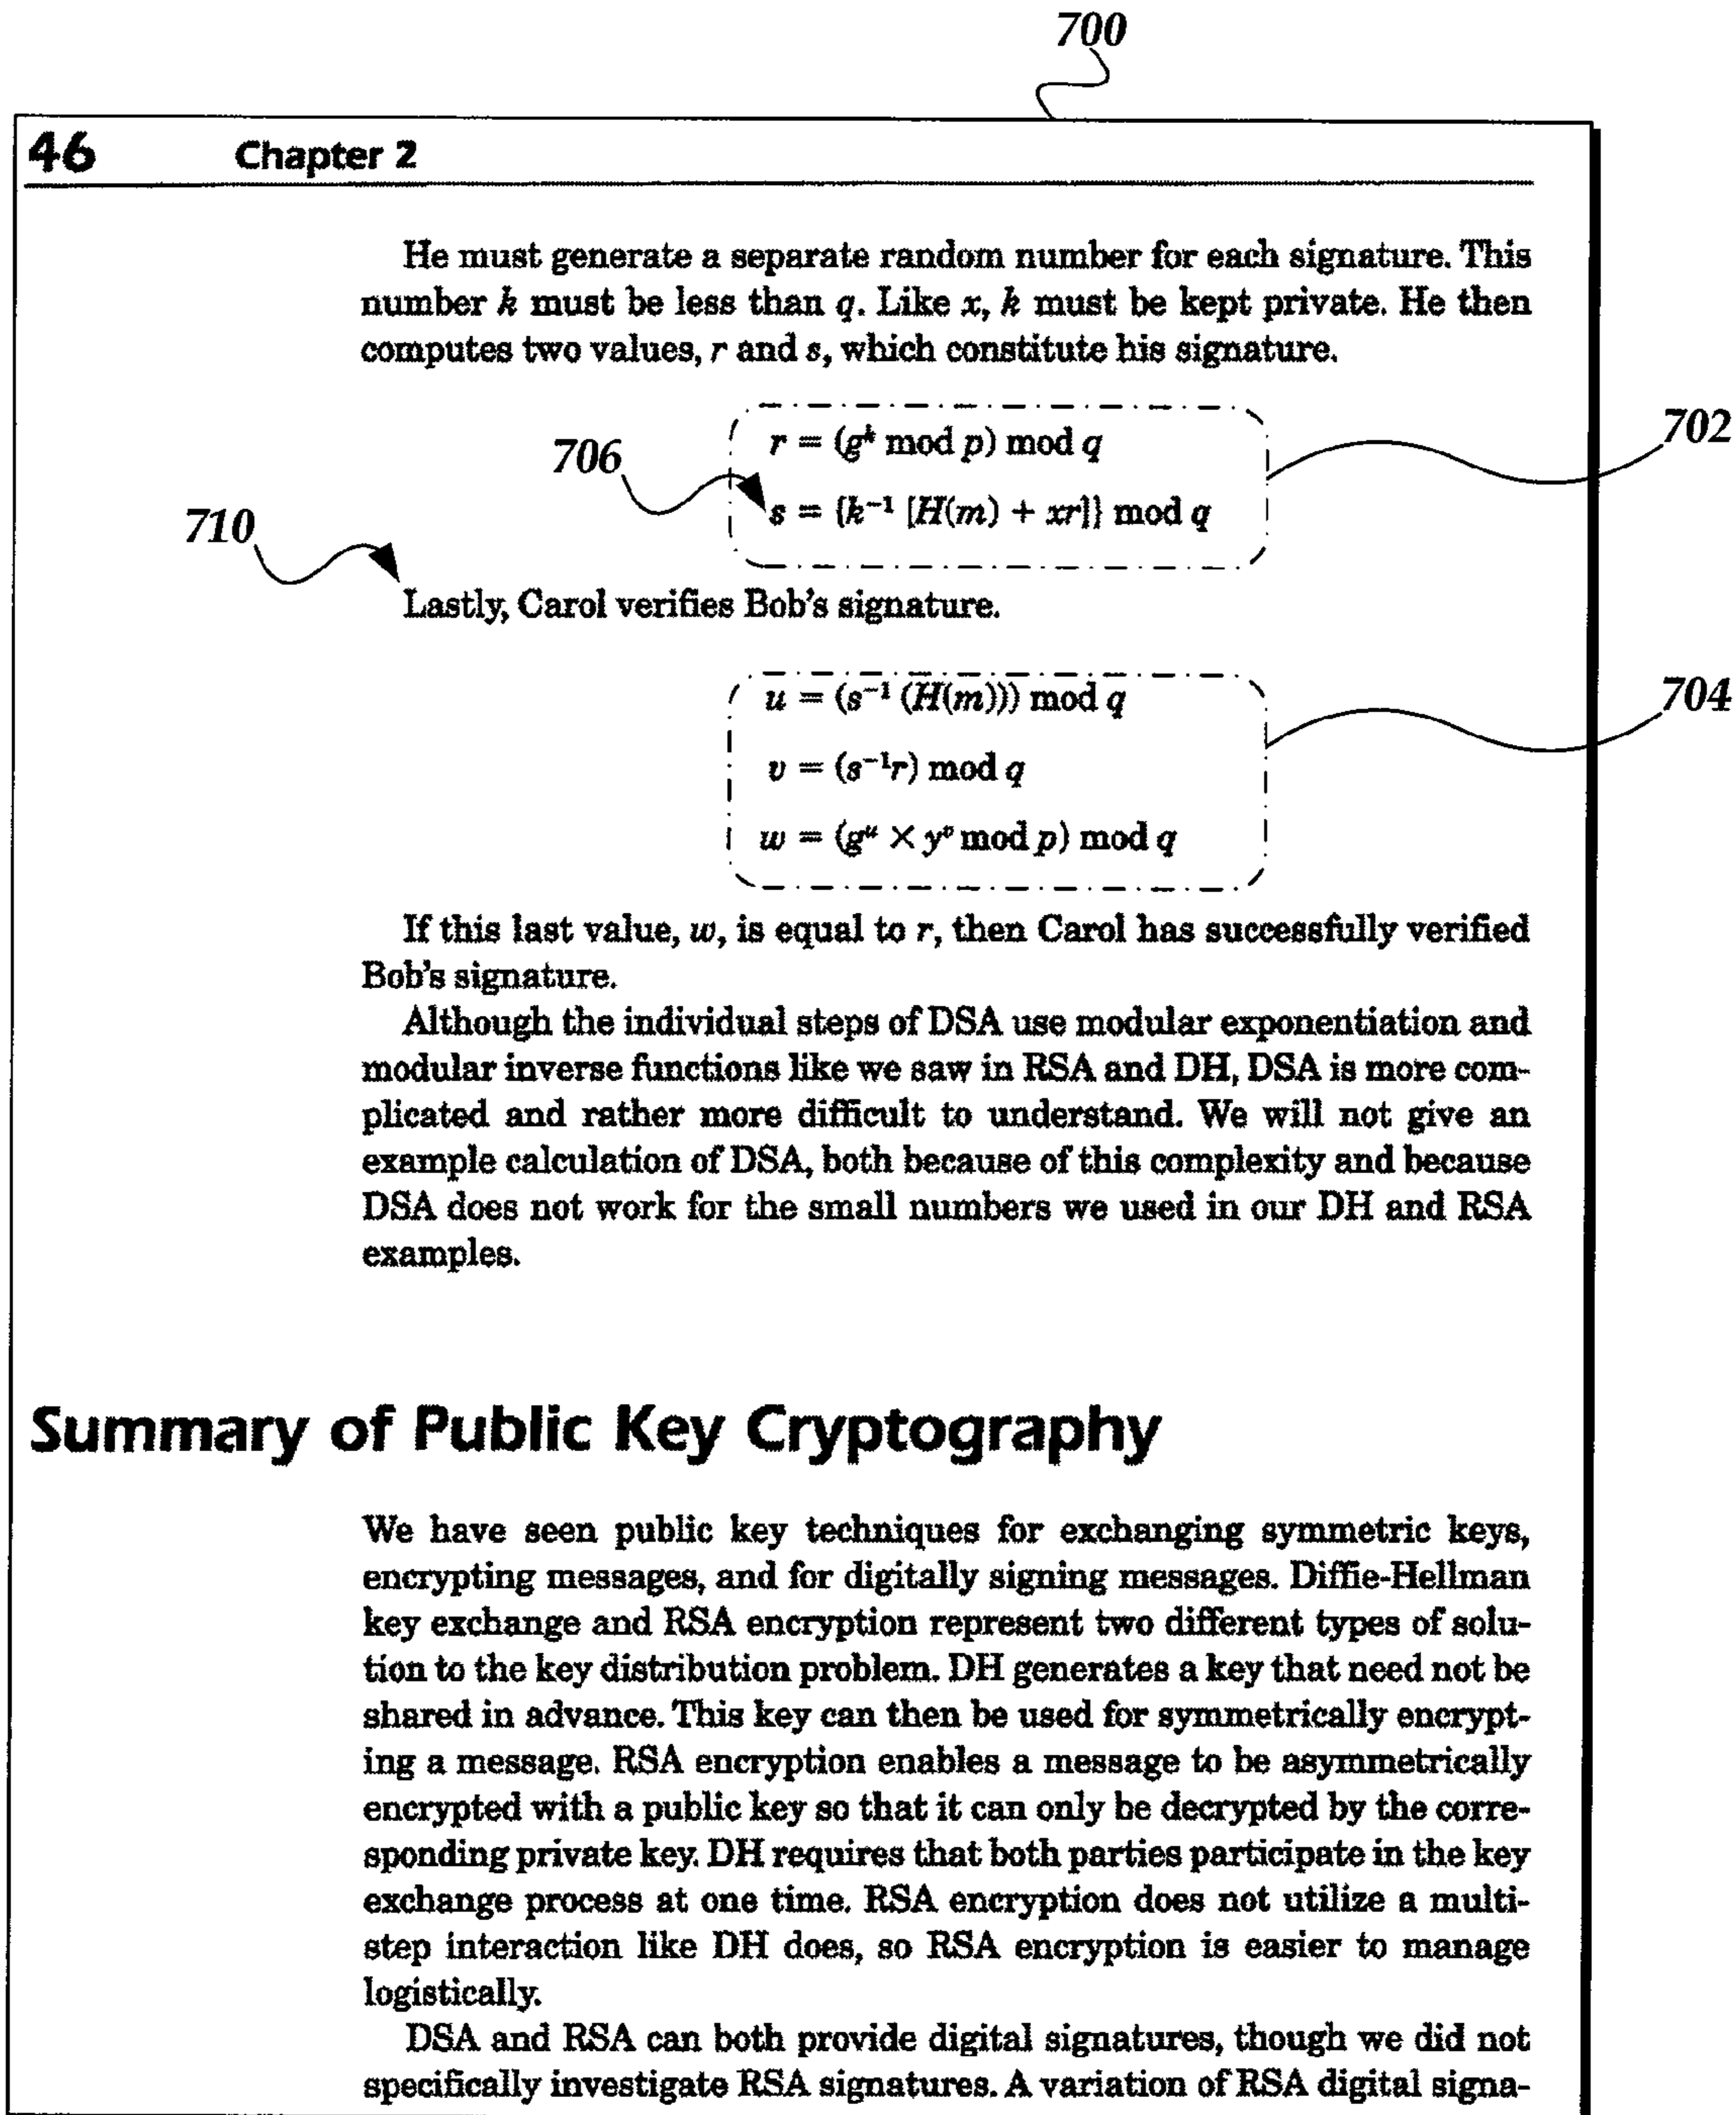 700
46 Chapter 2
He must generate a separate random number for each signature. This
number k must be less than q. Like x, k must be kept private. He then
computes two values, r and s, which constitute his signature.
r = (g^k mod p) mod q
702
706
s = {k⁻¹ [H(m) + xr]} mod q
710
Lastly, Carol verifies Bob's signature.
u = (s⁻¹ (H(m))) mod q
704
v = (s⁻¹r) mod q
w = (g^u × y^v mod p) mod q
If this last value, w, is equal to r, then Carol has successfully verified
Bob's signature.
Although the individual steps of DSA use modular exponentiation and
modular inverse functions like we saw in RSA and DH, DSA is more com-
plicated and rather more difficult to understand. We will not give an
example calculation of DSA, both because of this complexity and because
DSA does not work for the small numbers we used in our DH and RSA
examples.
Summary of Public Key Cryptography
We have seen public key techniques for exchanging symmetric keys,
encrypting messages, and for digitally signing messages. Diffie-Hellman
key exchange and RSA encryption represent two different types of solu-
tion to the key distribution problem. DH generates a key that need not be
shared in advance. This key can then be used for symmetrically encrypt-
ing a message. RSA encryption enables a message to be asymmetrically
encrypted with a public key so that it can only be decrypted by the corre-
sponding private key. DH requires that both parties participate in the key
exchange process at one time. RSA encryption does not utilize a multi-
step interaction like DH does, so RSA encryption is easier to manage
logistically.
DSA and RSA can both provide digital signatures, though we did not
specifically investigate RSA signatures. A variation of RSA digital signa-